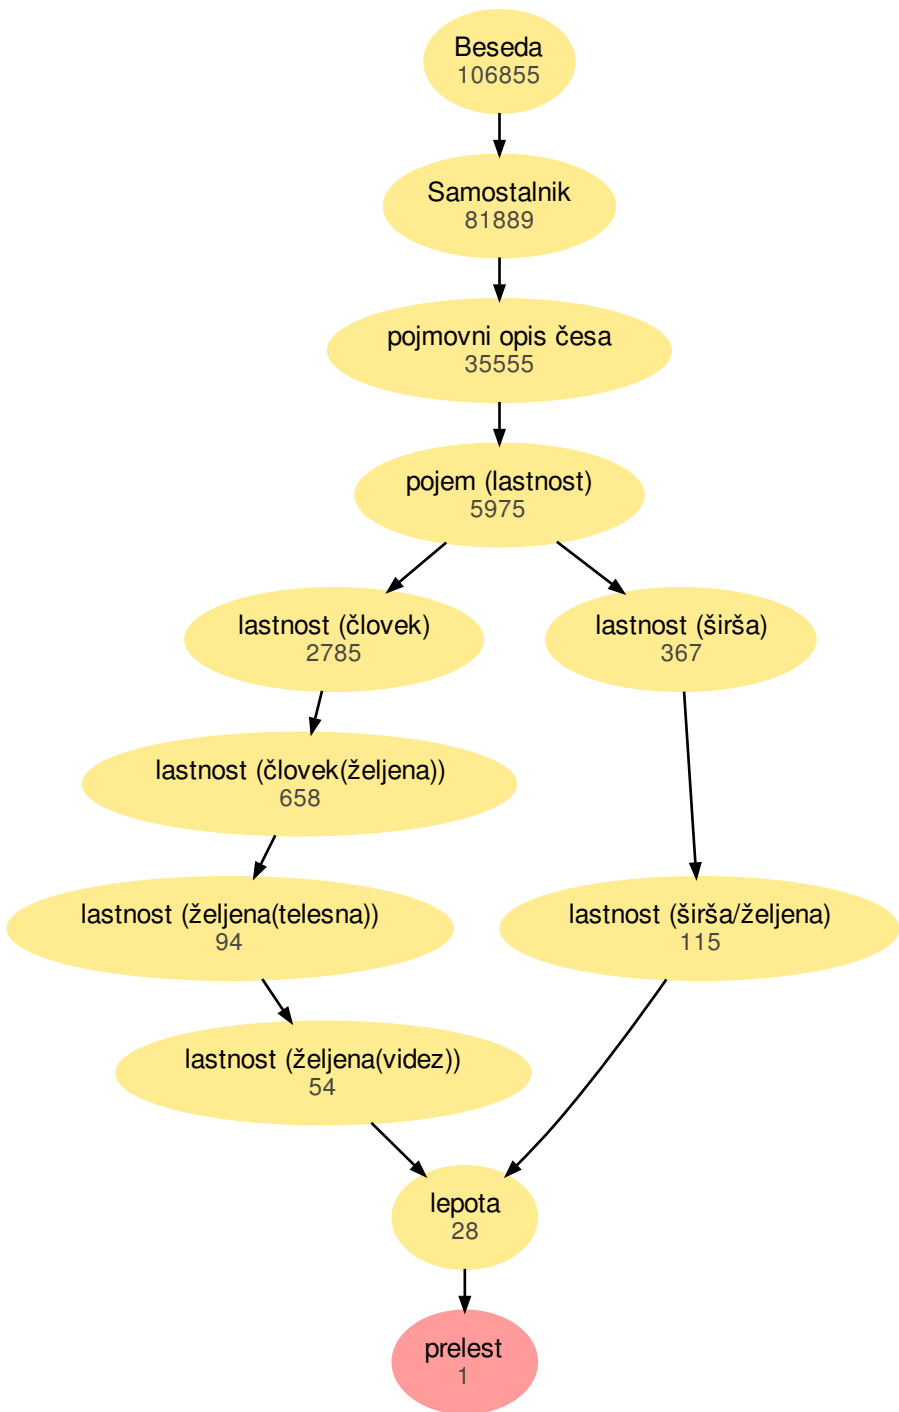 Beseda
106855
Samostalnik
81889
pojmovni opis česa
35555
pojem (lastnost)
5975
lastnost (človek)
2785
lastnost (širša)
367
lastnost (človek(željena))
658
lastnost (željena(telesna))
94
lastnost (širša/željena)
115
lastnost (željena(videz))
54
lepota
28
prelest
1